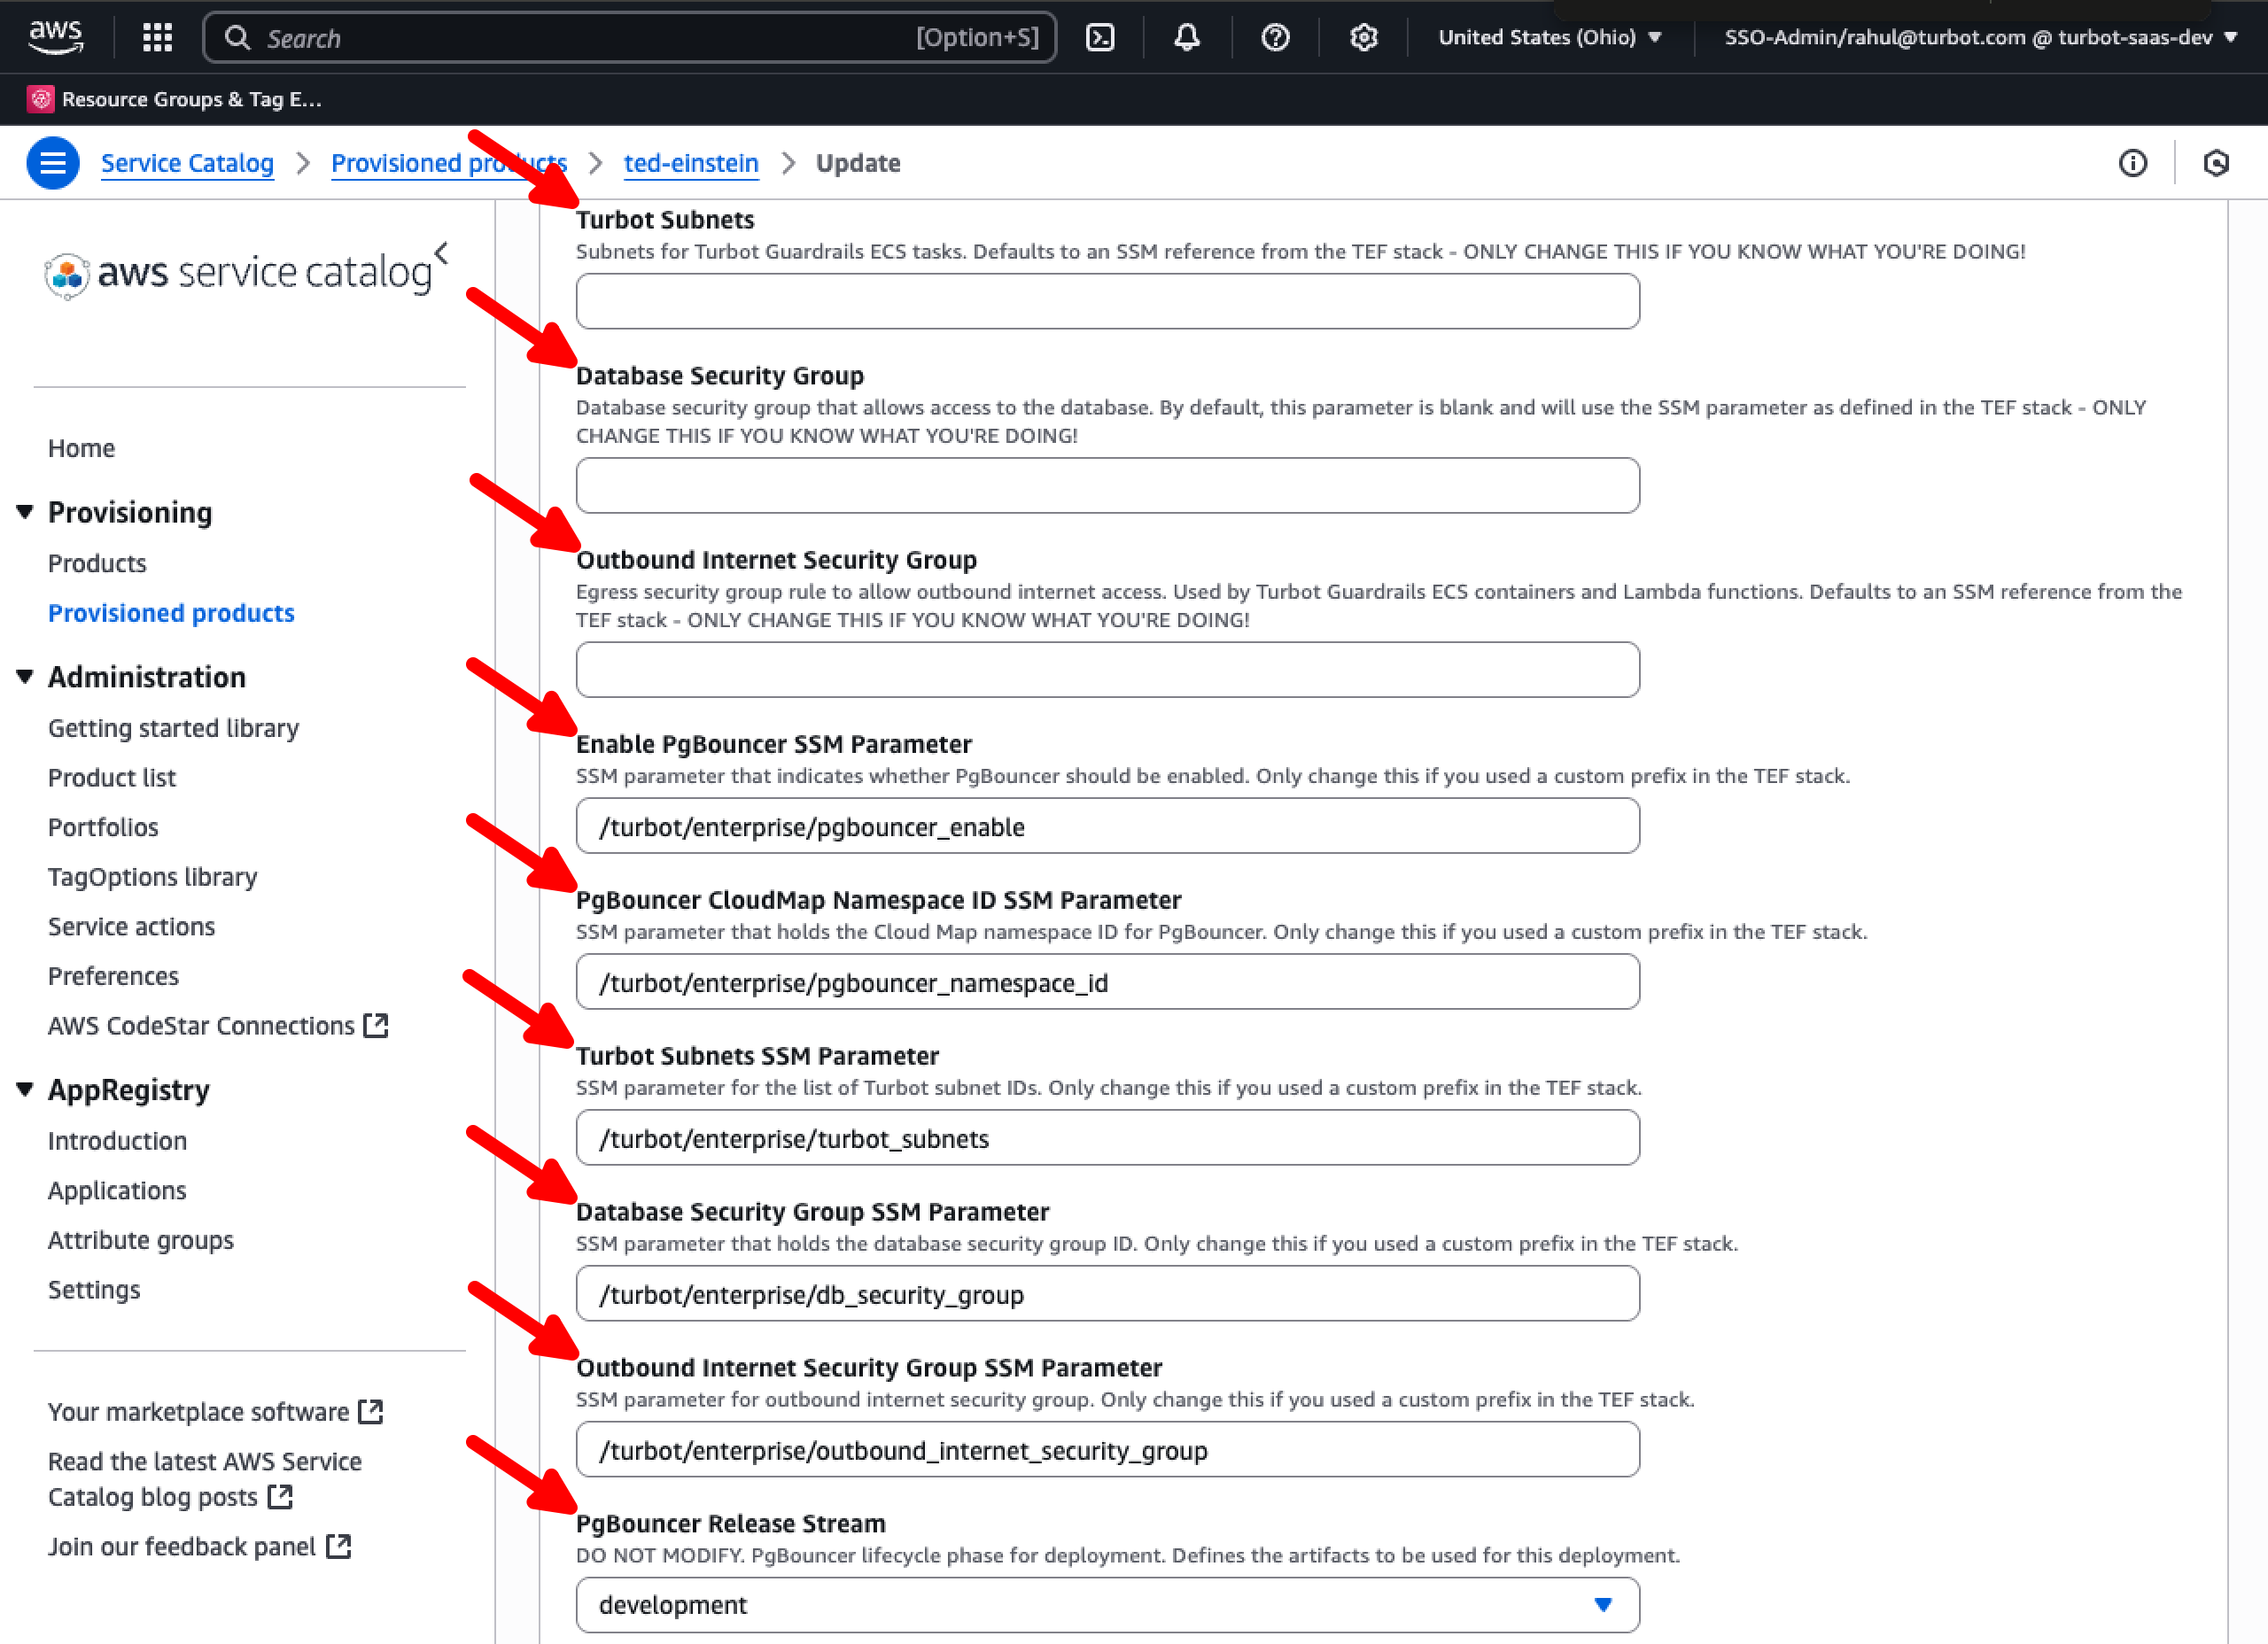 aws
Search [Option+S]
United States (Ohio)
SSO-Admin/rahul@turbot.com @ turbot-saas-dev
Resource Groups & Tag E...
Service Catalog
Provisioned products
ted-einstein
Update
aws service catalog
Home
Provisioning
Products
Provisioned products
Administration
Getting started library
Product list
Portfolios
TagOptions library
Service actions
Preferences
AWS CodeStar Connections
AppRegistry
Introduction
Applications
Attribute groups
Settings
Your marketplace software
Read the latest AWS Service
Catalog blog posts
Join our feedback panel
Turbot Subnets
Subnets for Turbot Guardrails ECS tasks. Defaults to an SSM reference from the TEF stack - ONLY CHANGE THIS IF YOU KNOW WHAT YOU'RE DOING!
Database Security Group
Database security group that allows access to the database. By default, this parameter is blank and will use the SSM parameter as defined in the TEF stack - ONLY
CHANGE THIS IF YOU KNOW WHAT YOU'RE DOING!
Outbound Internet Security Group
Egress security group rule to allow outbound internet access. Used by Turbot Guardrails ECS containers and Lambda functions. Defaults to an SSM reference from the
TEF stack - ONLY CHANGE THIS IF YOU KNOW WHAT YOU'RE DOING!
Enable PgBouncer SSM Parameter
SSM parameter that indicates whether PgBouncer should be enabled. Only change this if you used a custom prefix in the TEF stack.
/turbot/enterprise/pgbouncer_enable
PgBouncer CloudMap Namespace ID SSM Parameter
SSM parameter that holds the Cloud Map namespace ID for PgBouncer. Only change this if you used a custom prefix in the TEF stack.
/turbot/enterprise/pgbouncer_namespace_id
Turbot Subnets SSM Parameter
SSM parameter for the list of Turbot subnet IDs. Only change this if you used a custom prefix in the TEF stack.
/turbot/enterprise/turbot_subnets
Database Security Group SSM Parameter
SSM parameter that holds the database security group ID. Only change this if you used a custom prefix in the TEF stack.
/turbot/enterprise/db_security_group
Outbound Internet Security Group SSM Parameter
SSM parameter for outbound internet security group. Only change this if you used a custom prefix in the TEF stack.
/turbot/enterprise/outbound_internet_security_group
PgBouncer Release Stream
DO NOT MODIFY. PgBouncer lifecycle phase for deployment. Defines the artifacts to be used for this deployment.
development